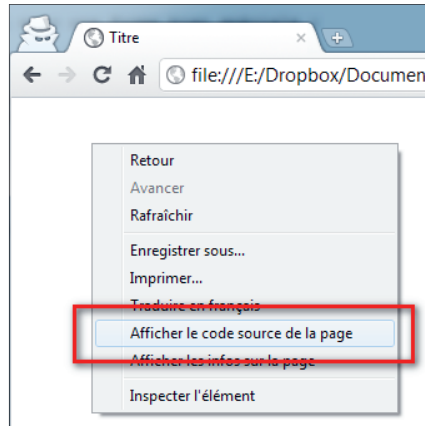 Titre
file:///E:/Dropbox/Documen
Retour
Avancer
Rafraîchir
Enregistrer sous...
Imprimer...
Traduire en français
Afficher le code source de la page
Afficher les infos sur la page
Inspecter l'élément